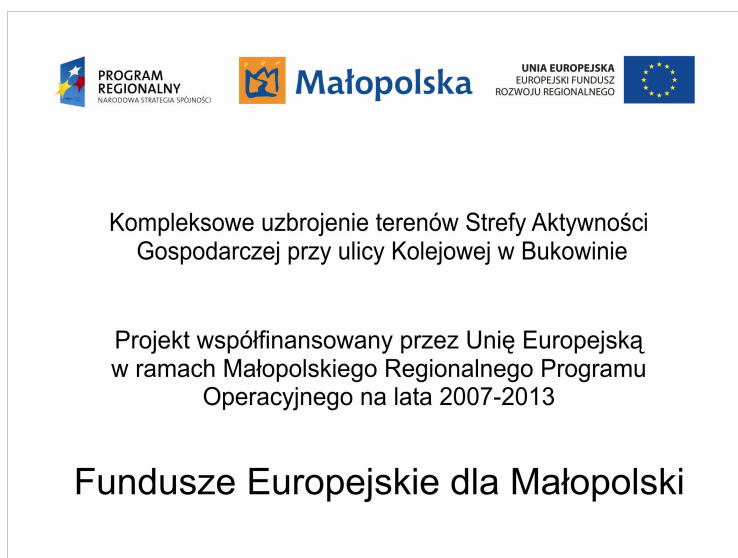 PROGRAM
REGIONALNY
NARODOWA STRATEGIA SPÓJNOŚCI
Małopolska
UNIA EUROPEJSKA
EUROPEJSKI FUNDUSZ
ROZWOJU REGIONALNEGO
Kompleksowe uzbrojenie terenów Strefy Aktywności
Gospodarczej przy ulicy Kolejowej w Bukowinie
Projekt współfinansowany przez Unię Europejską
w ramach Małopolskiego Regionalnego Programu
Operacyjnego na lata 2007-2013
Fundusze Europejskie dla Małopolski